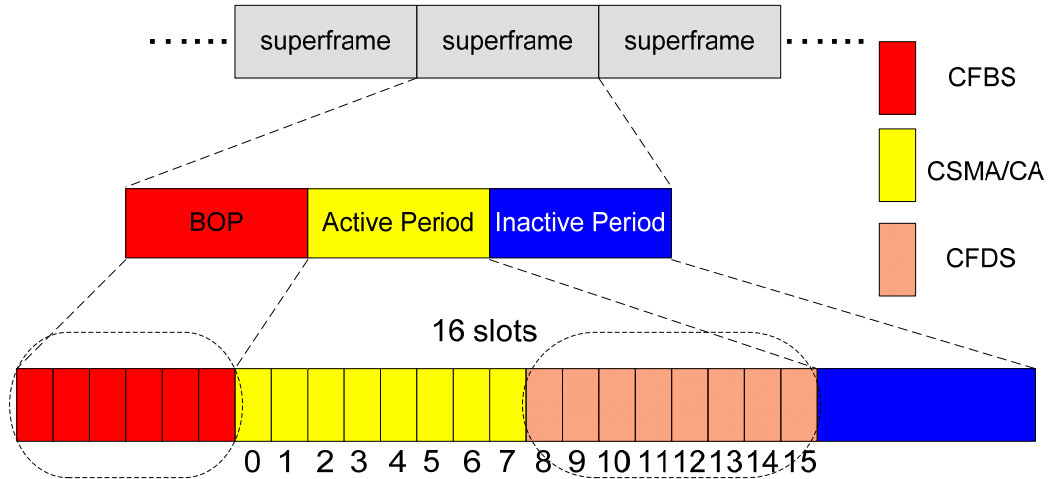 superframe superframe superframe
CFBS
CSMA/CA
BOP Active Period Inactive Period
CFDS
16 slots
0 1 2 3 4 5 6 7 8 9 10 11 12 13 14 15